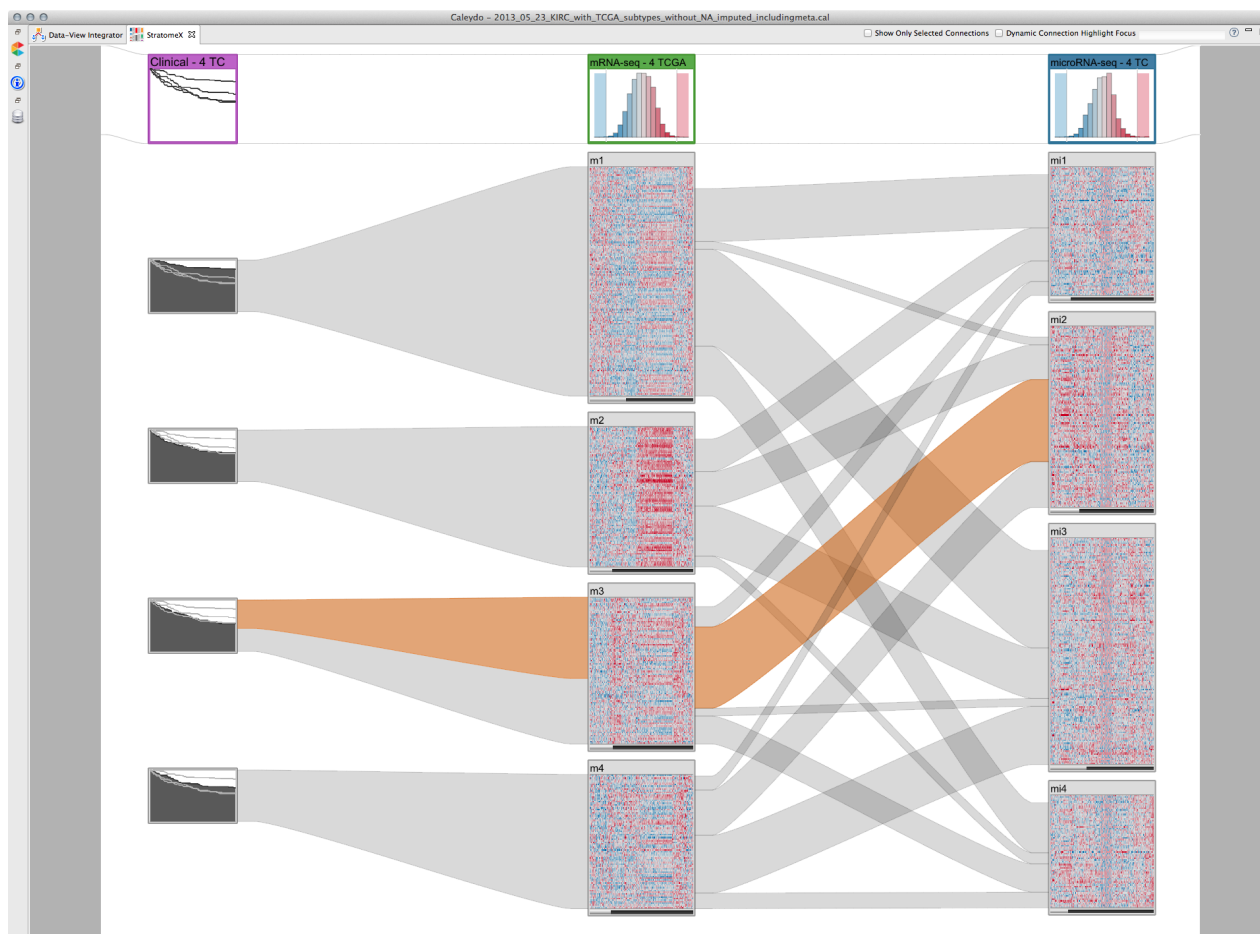 Caleydo - 2013_05_23_KIRC_with_TCGA_subtypes_without_NA_imputed_includingmeta.cal
Data-View Integrator
StratomeX
Show Only Selected Connections
Dynamic Connection Highlight Focus
Clinical - 4 TC
mRNA-seq - 4 TCGA
microRNA-seq - 4 TC
m1
mi1
mi2
m2
mi3
m3
m4
mi4